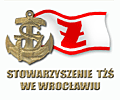 Ż
STOWARZYSZENIE TŻŚ
WE WROCŁAWIU